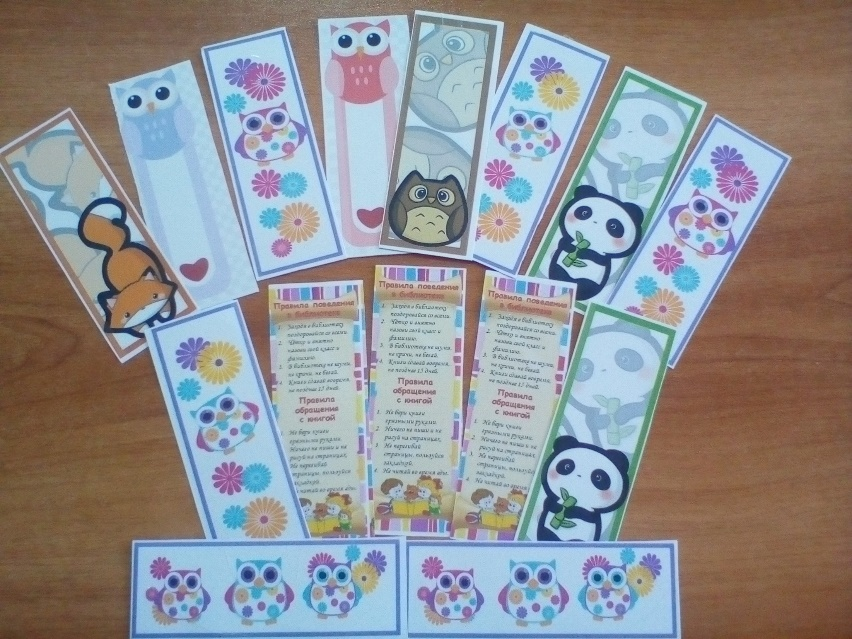 Правила поведения
в библиотеке
1. Заходя в библиотеку
поздоровайся со всеми.
2. Чётко и внятно
назови свой класс и
фамилию.
3. В библиотеке не шуми,
не кричи, не бегай.
4. Книги сдавай вовремя,
не позднее 15 дней.
Правила
обращения
с книгой
1. Не бери книги
грязными руками.
2. Ничего не пиши и не
рисуй на страницах.
3. Не перегибай
страницы, пользуйся
закладкой.
4. Не читай во время еды.
Правила поведения
в библиотеке
1. Заходя в библиотеку
поздоровайся со всеми.
2. Чётко и внятно
назови свой класс и
фамилию.
3. В библиотеке не шуми,
не кричи, не бегай.
4. Книги сдавай вовремя,
не позднее 15 дней.
Правила
обращения
с книгой
1. Не бери книги
грязными руками.
2. Ничего не пиши и не
рисуй на страницах.
3. Не перегибай
страницы, пользуйся
закладкой.
4. Не читай во время еды.
Правила поведения
в библиотеке
1. Заходя в библиотеку
поздоровайся со всеми.
2. Чётко и внятно
назови свой класс и
фамилию.
3. В библиотеке не шуми,
не кричи, не бегай.
4. Книги сдавай вовремя,
не позднее 15 дней.
Правила
обращения
с книгой
1. Не бери книги
грязными руками.
2. Ничего не пиши и не
рисуй на страницах.
3. Не перегибай
страницы, пользуйся
закладкой.
4. Не читай во время